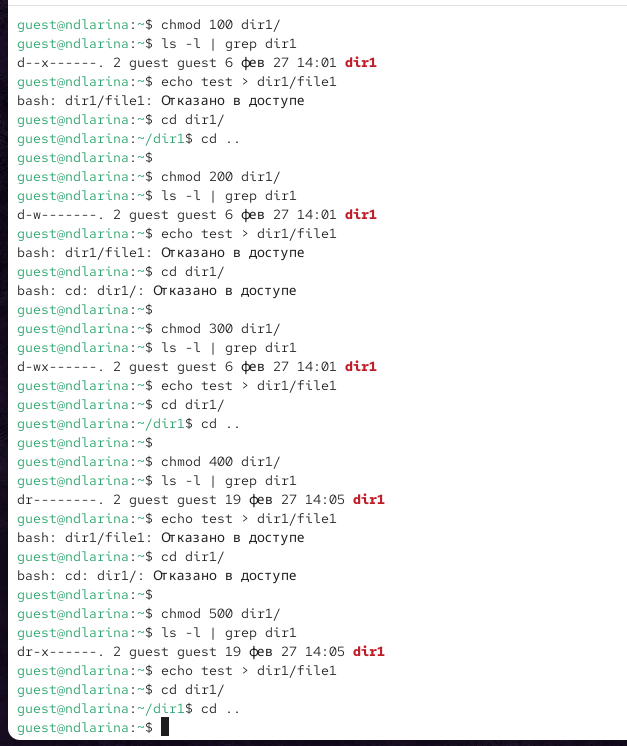 guest@ndlarina:~$ chmod 100 dir1/
guest@ndlarina:~$ ls -l | grep dir1
d--x------. 2 guest guest 6 фев 27 14:01 dir1
guest@ndlarina:~$ echo test > dir1/file1
bash: dir1/file1: Отказано в доступе
guest@ndlarina:~$ cd dir1/
guest@ndlarina:~/dir1$ cd ..
guest@ndlarina:~$
guest@ndlarina:~$ chmod 200 dir1/
guest@ndlarina:~$ ls -l | grep dir1
d-w-------. 2 guest guest 6 фев 27 14:01 dir1
guest@ndlarina:~$ echo test > dir1/file1
bash: dir1/file1: Отказано в доступе
guest@ndlarina:~$ cd dir1/
bash: cd: dir1/: Отказано в доступе
guest@ndlarina:~$
guest@ndlarina:~$ chmod 300 dir1/
guest@ndlarina:~$ ls -l | grep dir1
d-wx------. 2 guest guest 6 фев 27 14:01 dir1
guest@ndlarina:~$ echo test > dir1/file1
guest@ndlarina:~$ cd dir1/
guest@ndlarina:~/dir1$ cd ..
guest@ndlarina:~$
guest@ndlarina:~$ chmod 400 dir1/
guest@ndlarina:~$ ls -l | grep dir1
dr--------. 2 guest guest 19 фев 27 14:05 dir1
guest@ndlarina:~$ echo test > dir1/file1
bash: dir1/file1: Отказано в доступе
guest@ndlarina:~$ cd dir1/
bash: cd: dir1/: Отказано в доступе
guest@ndlarina:~$
guest@ndlarina:~$ chmod 500 dir1/
guest@ndlarina:~$ ls -l | grep dir1
dr-x------. 2 guest guest 19 фев 27 14:05 dir1
guest@ndlarina:~$ echo test > dir1/file1
guest@ndlarina:~$ cd dir1/
guest@ndlarina:~/dir1$ cd ..
guest@ndlarina:~$